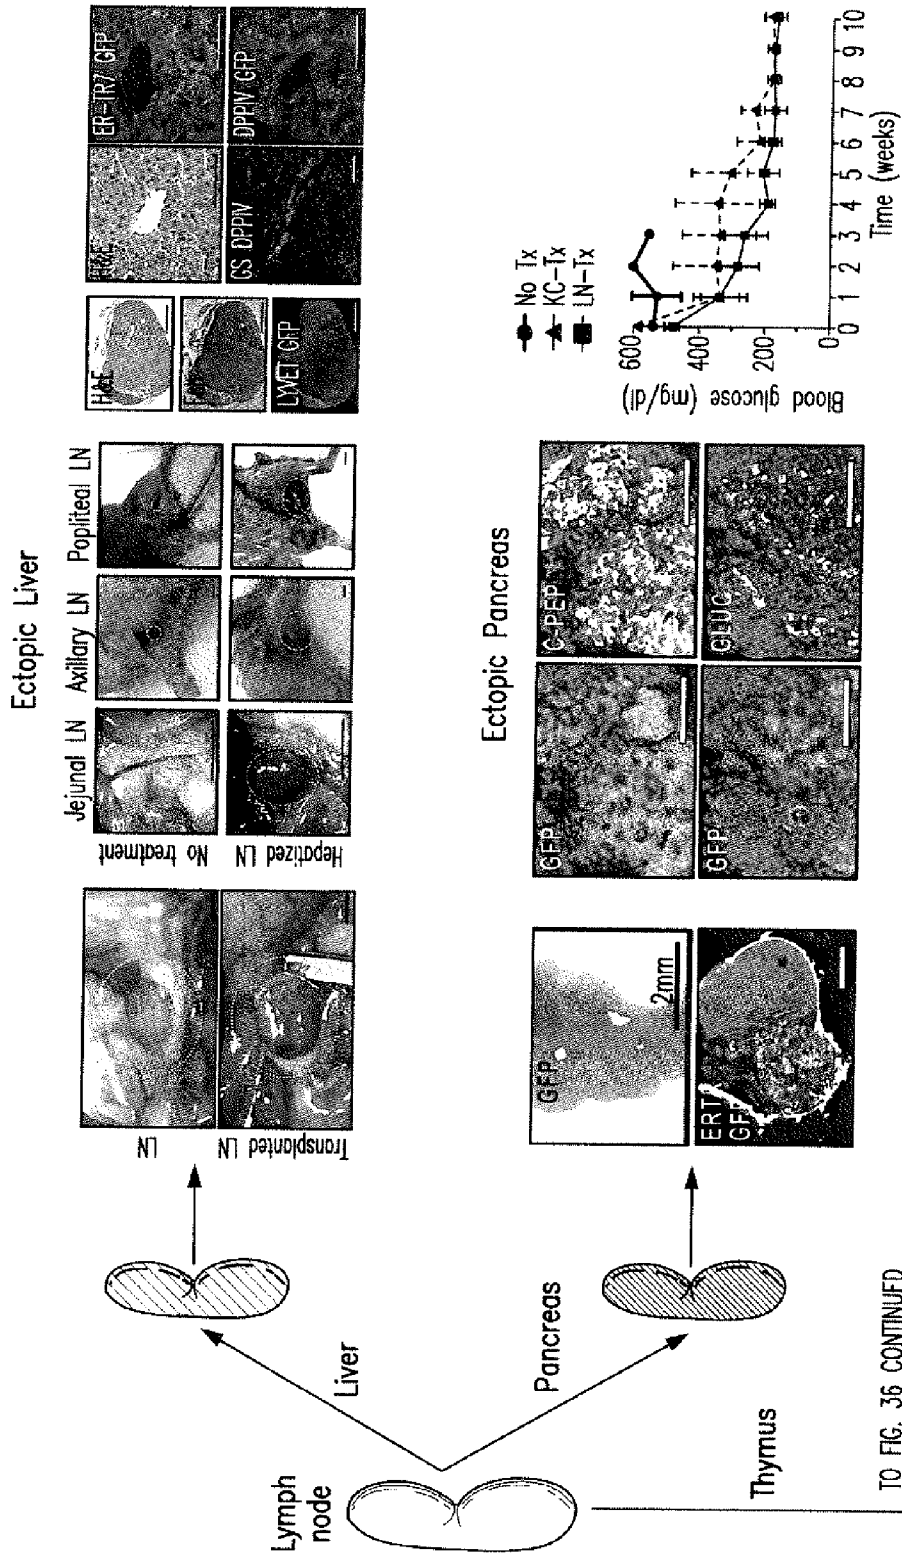 Ectopic Liver
Lymph
node
Liver
Pancreas
Thymus
TO FIG. 36 CONTINUED
LN
Transplanted
LN
Jejunal LN
Axillary LN
Popliteal LN
No treatment
Hepatized LN
H&E
LYVE1 GFP
H&E
ER-TR7 GFP
GS DPPIV
DPPIV GFP
Ectopic Pancreas
GFP
2mm
GFP
C-PEP
GFP
GLUC
No Tx
KC-Tx
LN-Tx
Blood glucose (mg/dl)
600
400
200
0
0 1 2 3 4 5 6 7 8 9 10
Time (weeks)